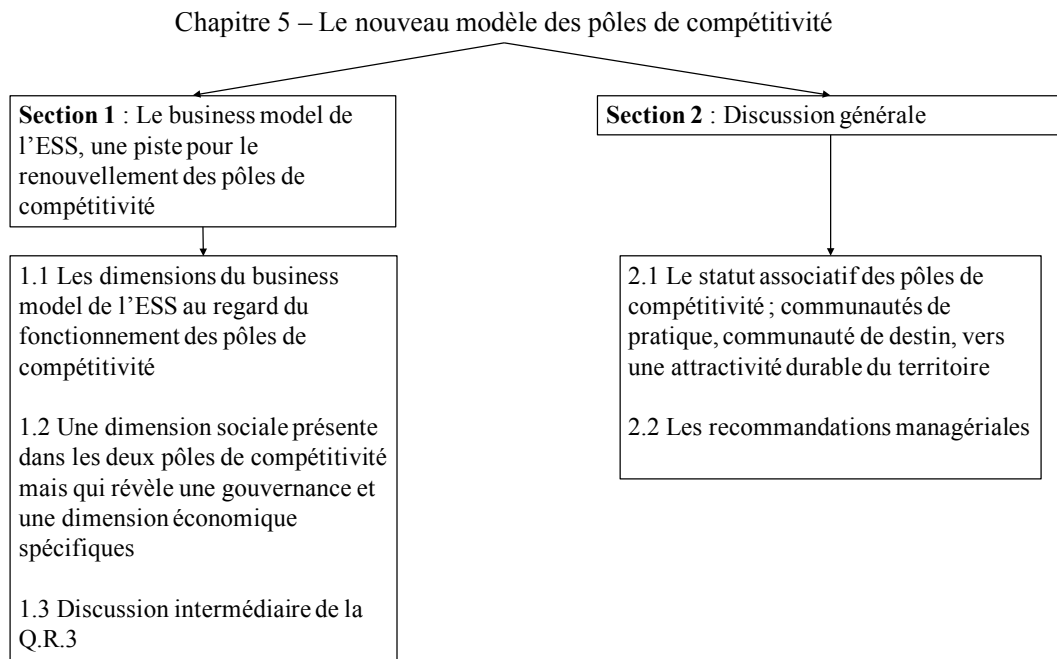 Chapitre 5 – Le nouveau modèle des pôles de compétitivité
Section 1 : Le business model de
l’ESS, une piste pour le
renouvellement des pôles de
compétitivité
1.1 Les dimensions du business
model de l’ESS au regard du
fonctionnement des pôles de
compétitivité
1.2 Une dimension sociale présente
dans les deux pôles de compétitivité
mais qui révèle une gouvernance et
une dimension économique
spécifiques
1.3 Discussion intermédiaire de la
Q.R.3
Section 2 : Discussion générale
2.1 Le statut associatif des pôles de
compétitivité ; communautés de
pratique, communauté de destin, vers
une attractivité durable du territoire
2.2 Les recommandations managériales